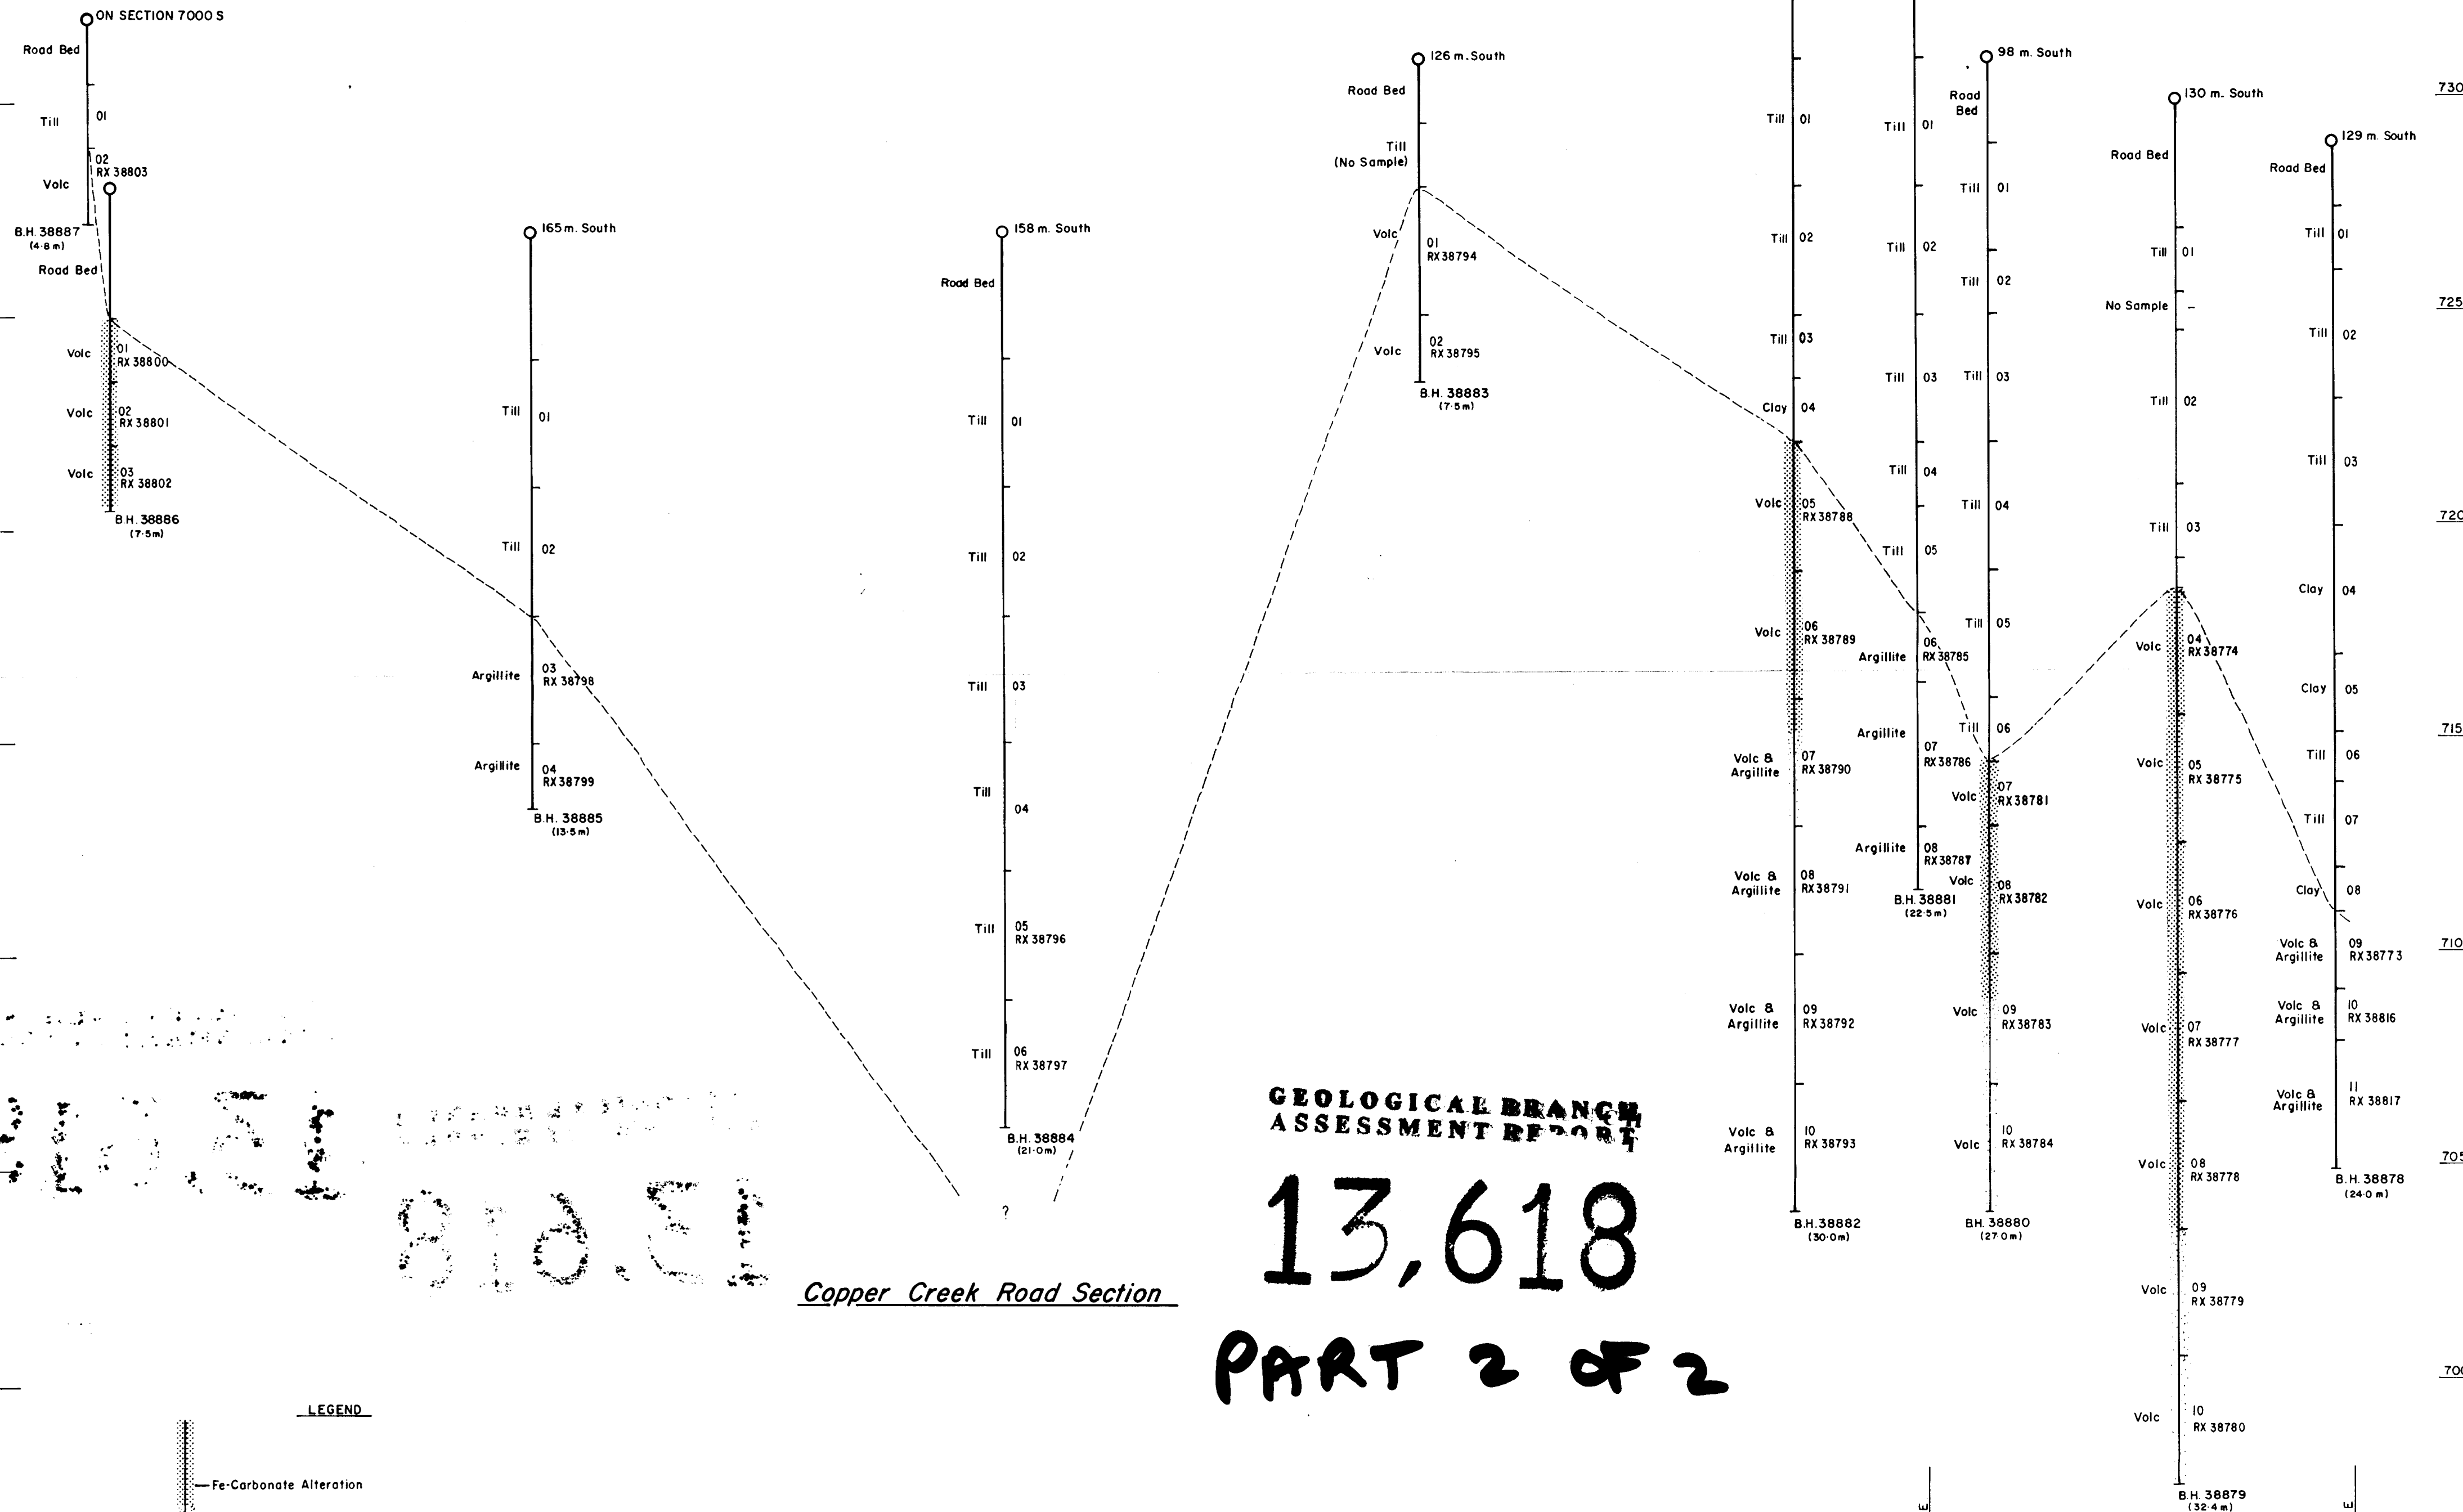 ON SECTION 7000 S
Road Bed
Till
01
02
RX 38803
Volc
B.H. 38887
(4·8 m)
Road Bed
Volc
01
RX 38800
Volc
02
RX 38801
Volc
03
RX 38802
B.H. 38886
(7·5m)
165 m. South
Till
01
Till
02
Argillite
03
RX 38798
Argillite
04
RX 38799
B.H. 38885
(13·5 m)
158 m. South
Road Bed
Till
01
Till
02
Till
03
Till
04
Till
05
RX 38796
Till
06
RX 38797
B.H. 38884
(21·0m)
?
126 m. South
Road Bed
Till
(No Sample)
Volc
01
RX 38794
Volc
02
RX 38795
B.H. 38883
(7·5m)
Till
01
Till
02
Till
03
Clay
04
Volc
05
RX 38788
Volc
06
RX 38789
Volc &
Argillite
07
RX 38790
Volc &
Argillite
08
RX 38791
Volc &
Argillite
09
RX 38792
Volc &
Argillite
10
RX 38793
B.H. 38882
(30·0m)
Till
01
Till
02
Till
03
Till
04
Till
05
Argillite
06
RX 38785
Argillite
07
RX 38786
Argillite
08
RX 38787
B.H. 38881
(22·5m)
98 m. South
Road
Bed
Till
01
Till
02
Till
03
Till
04
Till
05
Till
06
Volc
07
RX 38781
Volc
08
RX 38782
Volc
09
RX 38783
Volc
10
RX 38784
BH. 38880
(27·0m)
130 m. South
Road Bed
Till
01
No Sample –
Till
02
Till
03
Volc
04
RX 38774
Volc
05
RX 38775
Volc
06
RX 38776
Volc
07
RX 38777
Volc
08
RX 38778
Volc
09
RX 38779
Volc
10
RX 38780
B.H. 38879
(32·4 m)
129 m. South
Road Bed
Till
01
Till
02
Till
03
Clay
04
Clay
05
Till
06
Till
07
Clay
08
Volc &
Argillite
09
RX 38773
Volc &
Argillite
10
RX 38816
Volc &
Argillite
11
RX 38817
B.H. 38878
(24·0 m)
730
725
720
715
710
705
700
GEOLOGICAL BRANCH
ASSESSMENT REPORT
13,618
PART 2 OF 2
Copper Creek Road Section
LEGEND
Fe-Carbonate Alteration
E
E